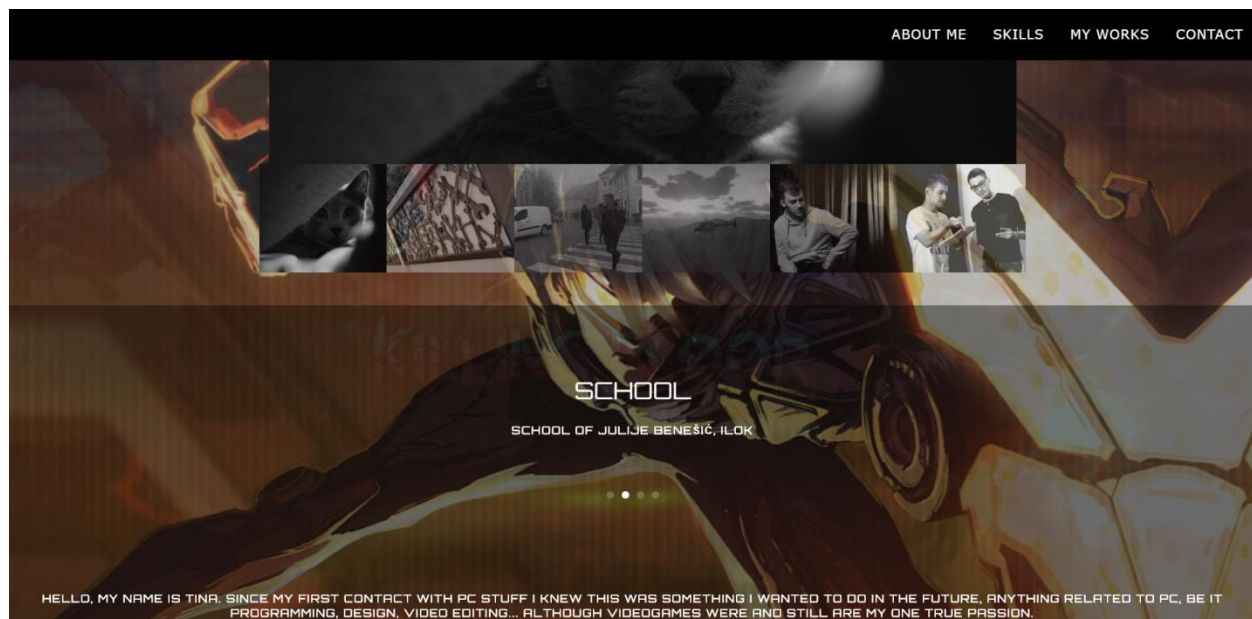 ABOUT ME SKILLS MY WORKS CONTACT
SCHOOL
SCHOOL OF JULIJE BENEŠIĆ, ILOK
HELLO, MY NAME IS TINA. SINCE MY FIRST CONTACT WITH PC STUFF I KNEW THIS WAS SOMETHING I WANTED TO DO IN THE FUTURE, ANYTHING RELATED TO PC, BE IT
PROGRAMMING, DESIGN, VIDEO EDITING... ALTHOUGH VIDEOGAMES WERE AND STILL ARE MY ONE TRUE PASSION.